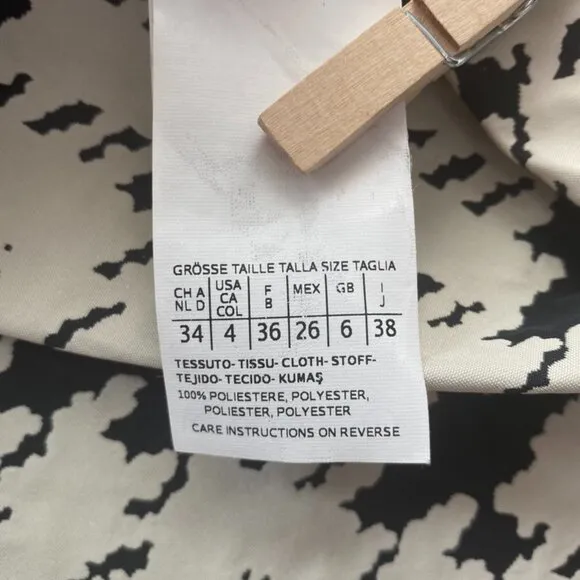 GRÖSSE TAILLE TALLA SIZE TAGLIA
CH A NL D USA CA COL F B MEX GB I J
34 4 36 26 6 38
TESSUTO-TISSU-CLOTH-STOFF-
TEJIDO-TECIDO-KUMAŞ
100% POLIESTERE, POLYESTER,
POLIESTER, POLYESTER
CARE INSTRUCTIONS ON REVERSE